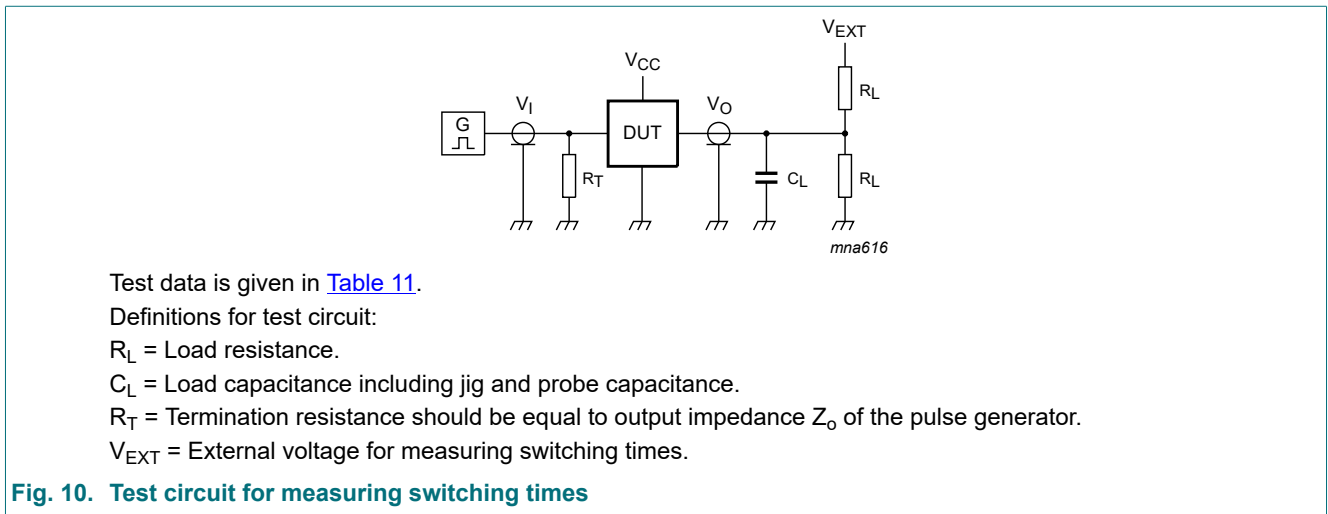 VEXT
RL
VCC
VI
VO
G
DUT
RT
CL
RL
mna616
Test data is given in Table 11.
Definitions for test circuit:
RL = Load resistance.
CL = Load capacitance including jig and probe capacitance.
RT = Termination resistance should be equal to output impedance Zo of the pulse generator.
VEXT = External voltage for measuring switching times.
Fig. 10. Test circuit for measuring switching times